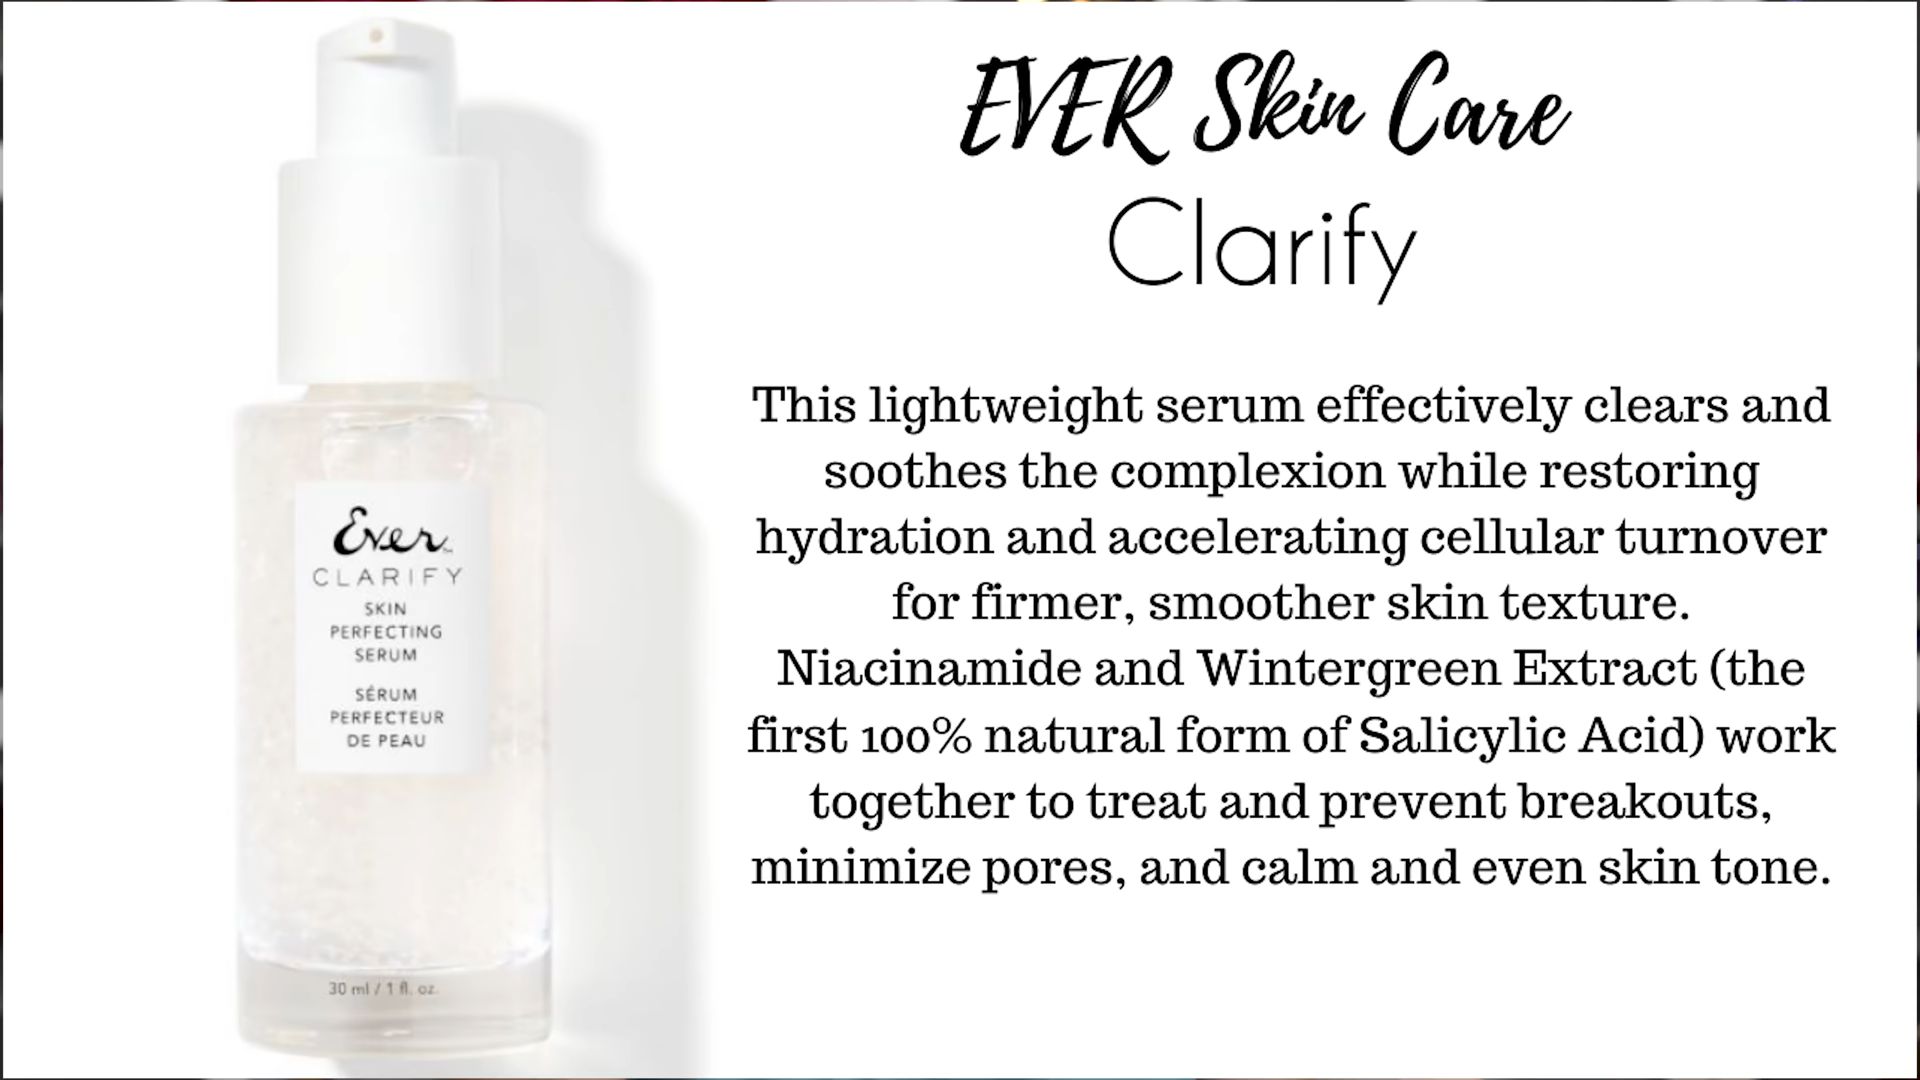 EVER Skin Care
Clarify
This lightweight serum effectively clears and
soothes the complexion while restoring
hydration and accelerating cellular turnover
for firmer, smoother skin texture.
Niacinamide and Wintergreen Extract (the
first 100% natural form of Salicylic Acid) work
together to treat and prevent breakouts,
minimize pores, and calm and even skin tone.
Ever
CLARIFY
SKIN
PERFECTING
SERUM
SÉRUM
PERFECTEUR
DE PEAU
30 ml / 1 fl. oz.